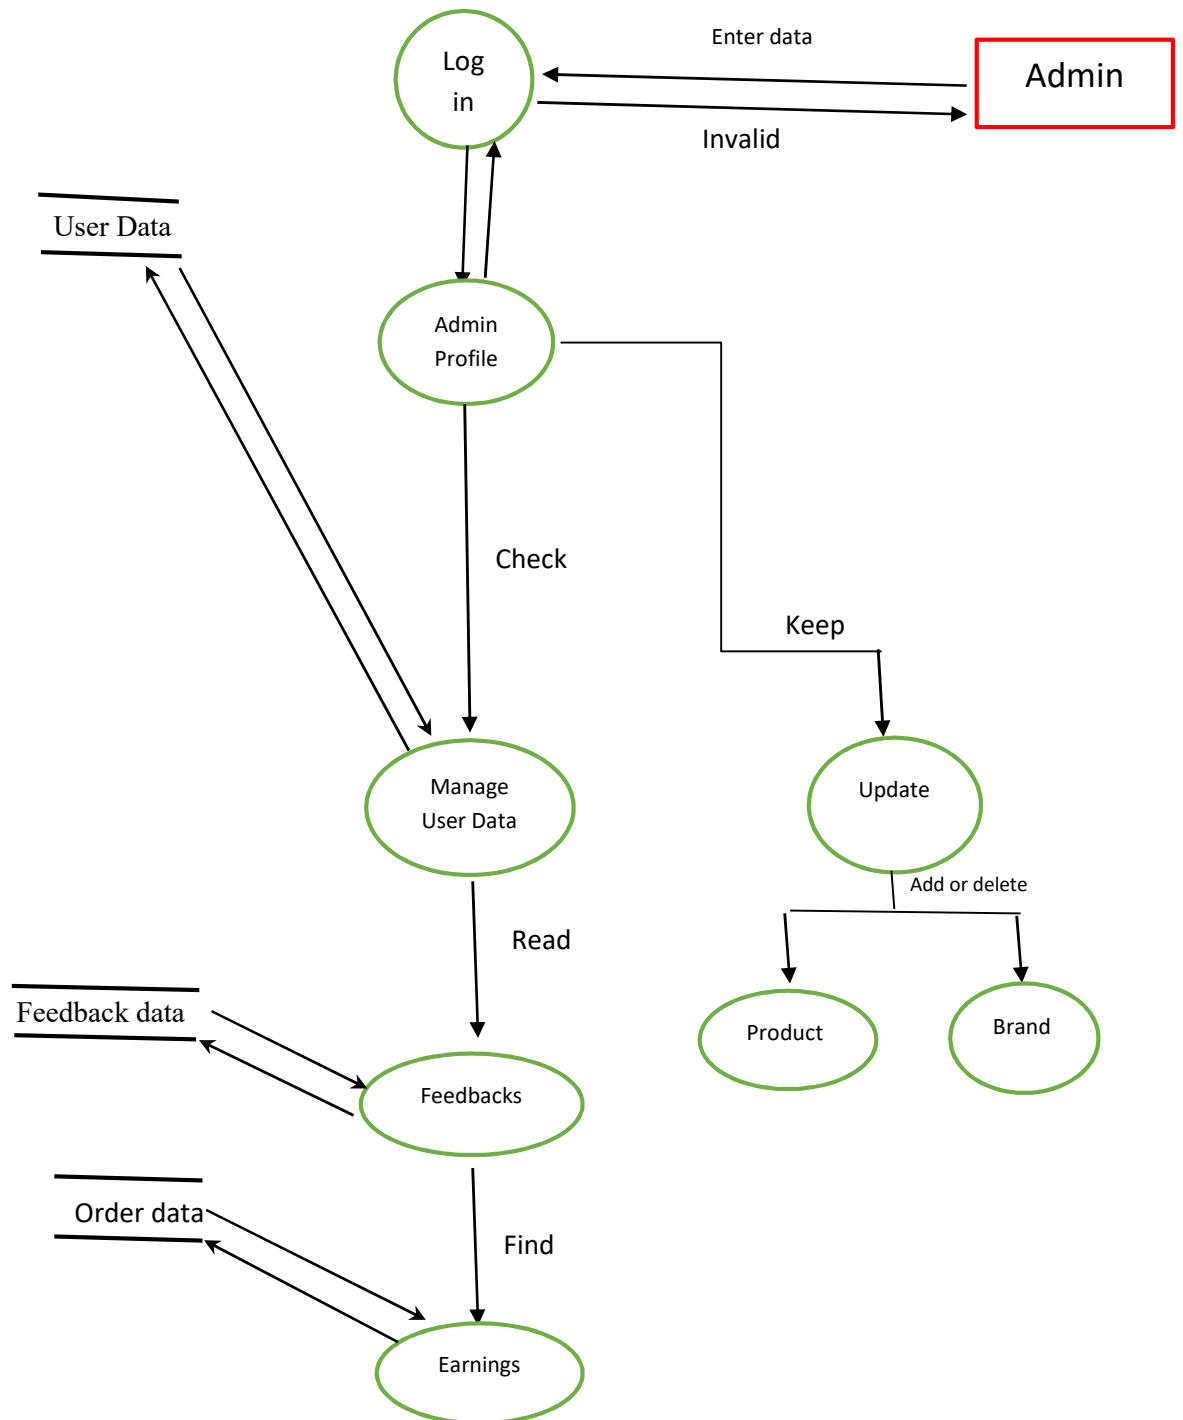 Enter data
Log
in
Admin
Invalid
User Data
Admin
Profile
Check
Keep
Manage
User Data
Update
Add or delete
Read
Feedback data
Product
Brand
Feedbacks
Order data
Find
Earnings